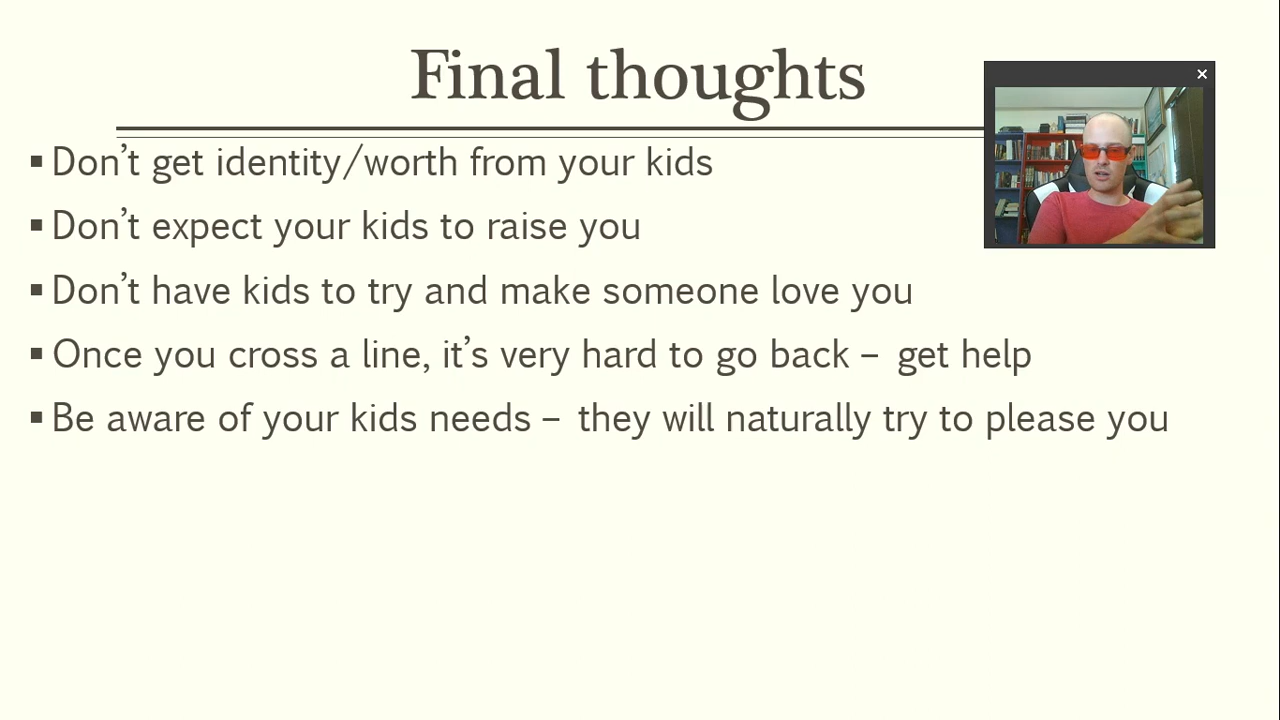 Final thoughts
▪ Don’t get identity/worth from your kids
▪ Don’t expect your kids to raise you
▪ Don’t have kids to try and make someone love you
▪ Once you cross a line, it’s very hard to go back – get help
▪ Be aware of your kids needs – they will naturally try to please you